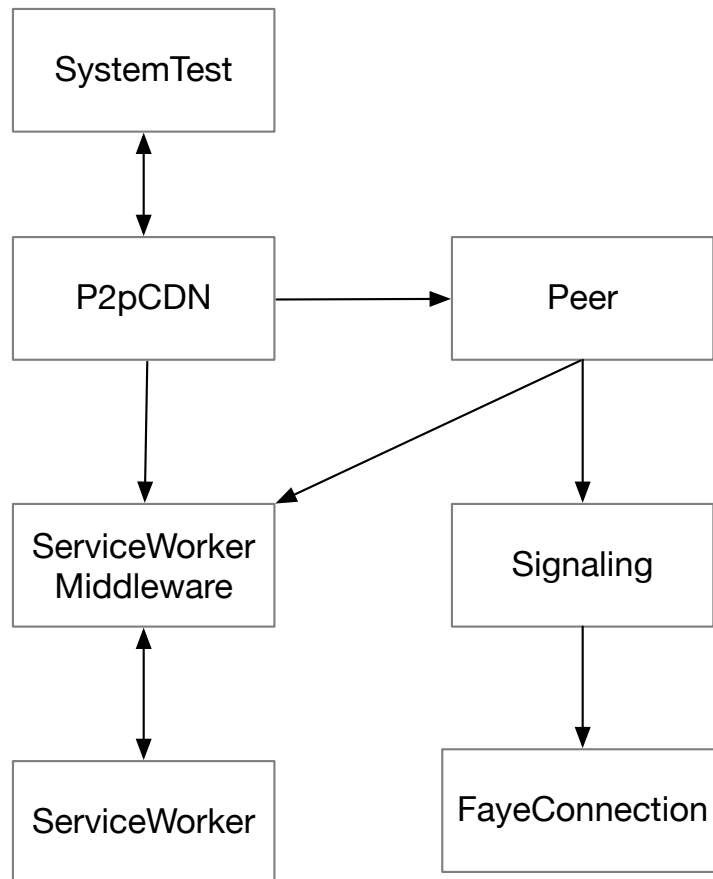 SystemTest
P2pCDN
Peer
ServiceWorker
Middleware
Signaling
ServiceWorker
FayeConnection